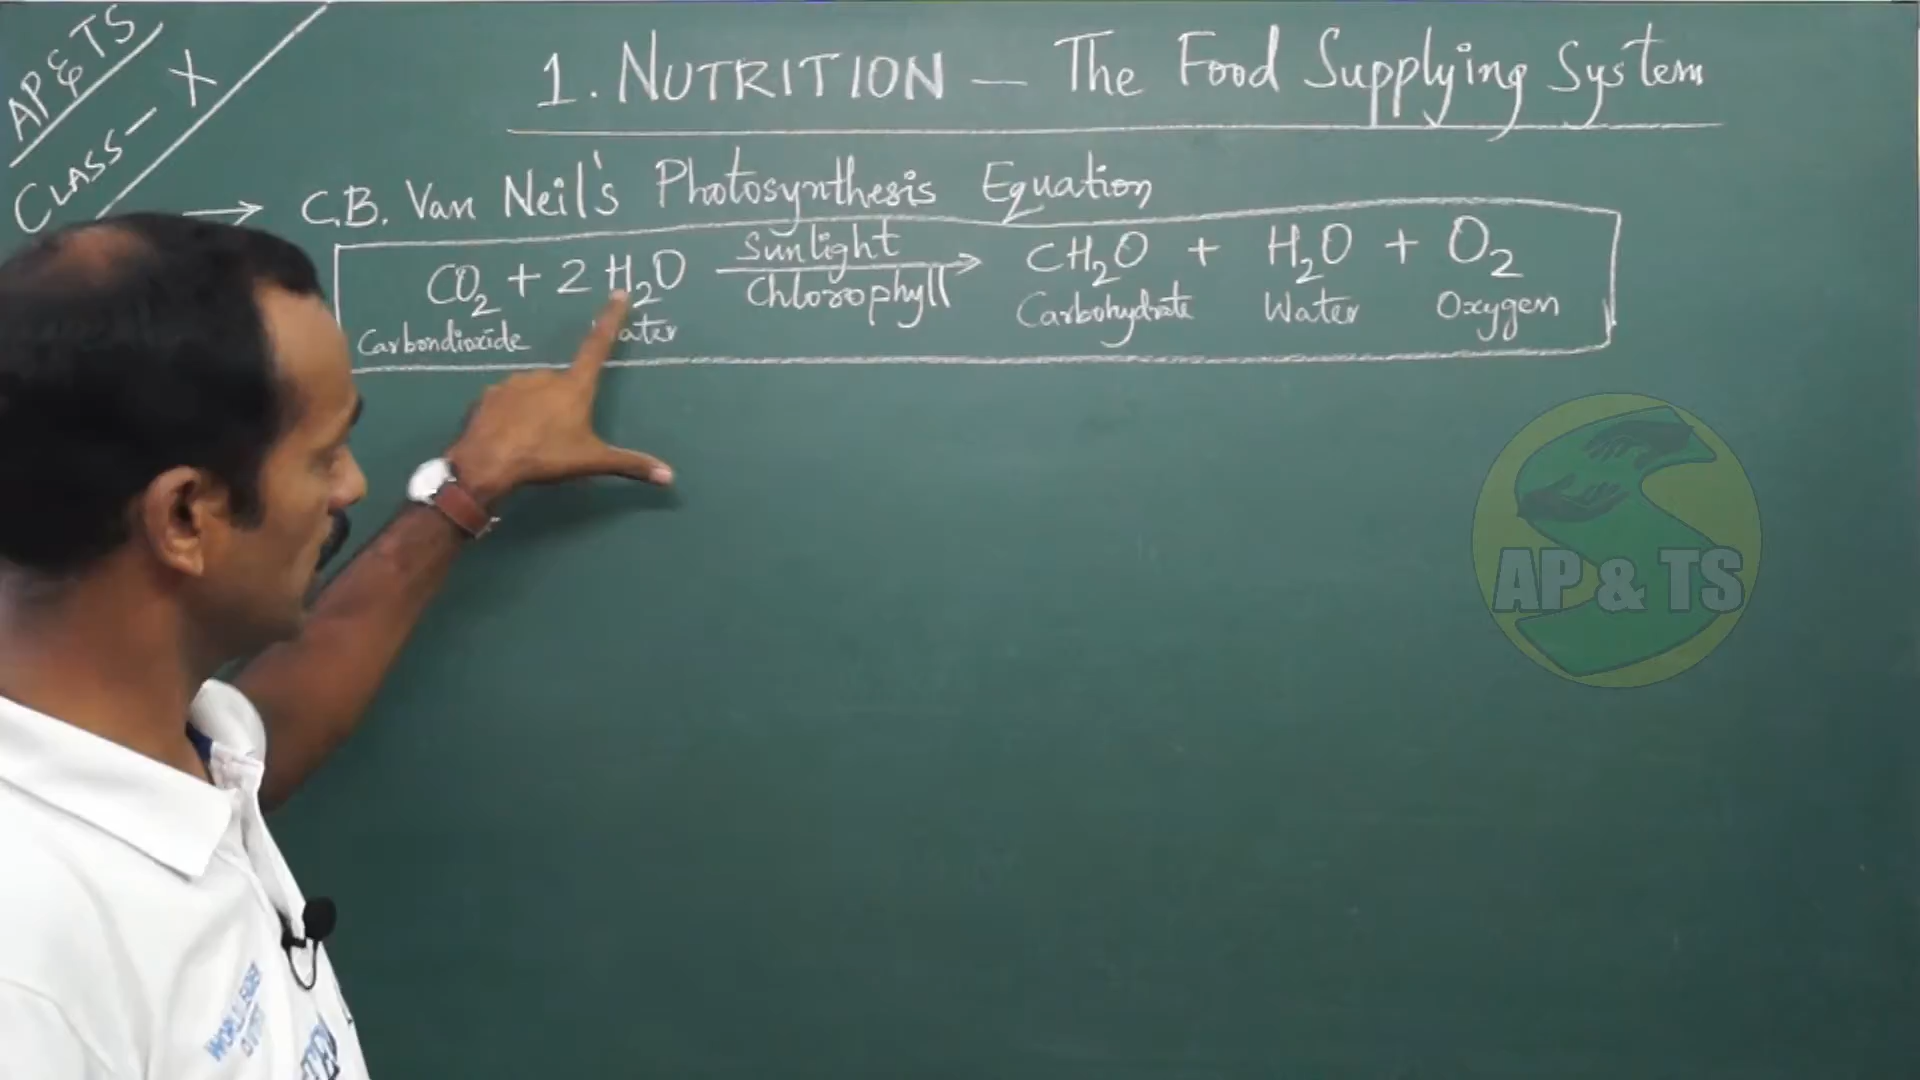 AP & TS
CLASS - X
1. NUTRITION — The Food Supplying System
→ C.B. Van Neil's Photosynthesis Equation
CO₂ + 2 H₂O Sunlight → Chlorophyll CH₂O + H₂O + O₂
Carbondioxide Water Carbohydrate Water Oxygen
AP & TS